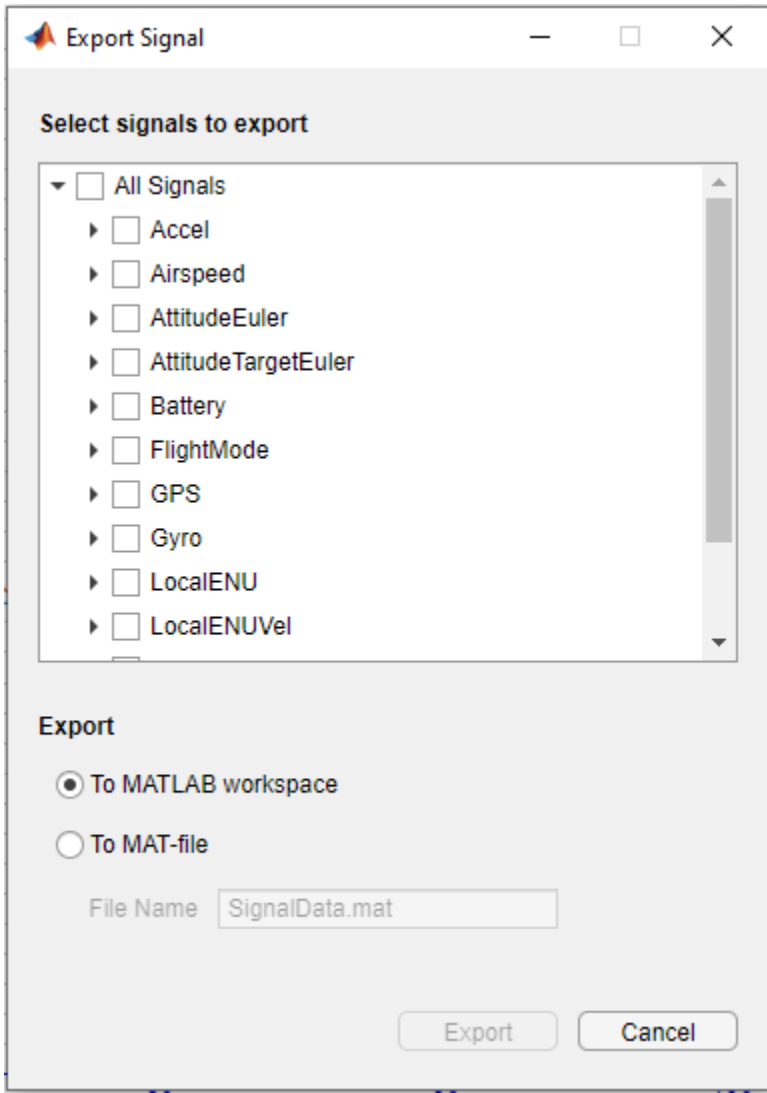 Export Signal
Select signals to export
All Signals
Accel
Airspeed
AttitudeEuler
AttitudeTargetEuler
Battery
FlightMode
GPS
Gyro
LocalENU
LocalENUVel
Export
To MATLAB workspace
To MAT-file
File Name SignalData.mat
Export Cancel